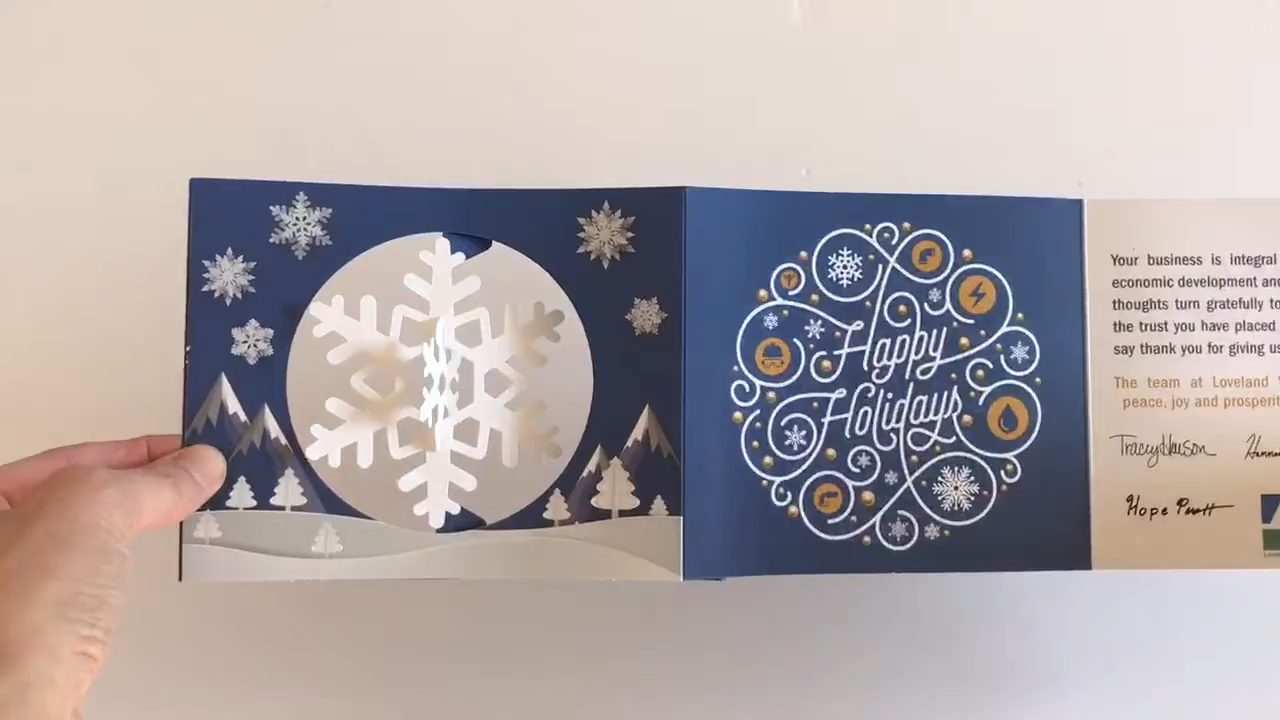 Happy
Holidays
Your business is integral
economic development and
thoughts turn gratefully to
the trust you have placed
say thank you for giving us
The team at Loveland
peace, joy and prosperit
Hope